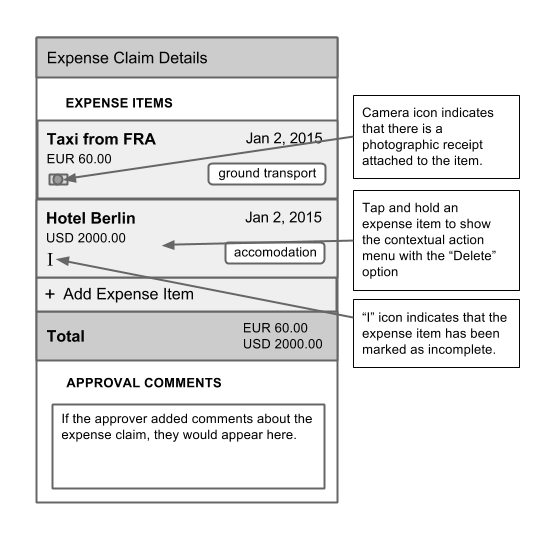 Expense Claim Details
EXPENSE ITEMS
Taxi from FRA
Jan 2, 2015
EUR 60.00
ground transport
Hotel Berlin
Jan 2, 2015
USD 2000.00
accomodation
I
+ Add Expense Item
Total
EUR 60.00
USD 2000.00
APPROVAL COMMENTS
If the approver added comments about the
expense claim, they would appear here.
Camera icon indicates
that there is a
photographic receipt
attached to the item.
Tap and hold an
expense item to show
the contextual action
menu with the “Delete”
option
“I” icon indicates that the
expense item has been
marked as incomplete.